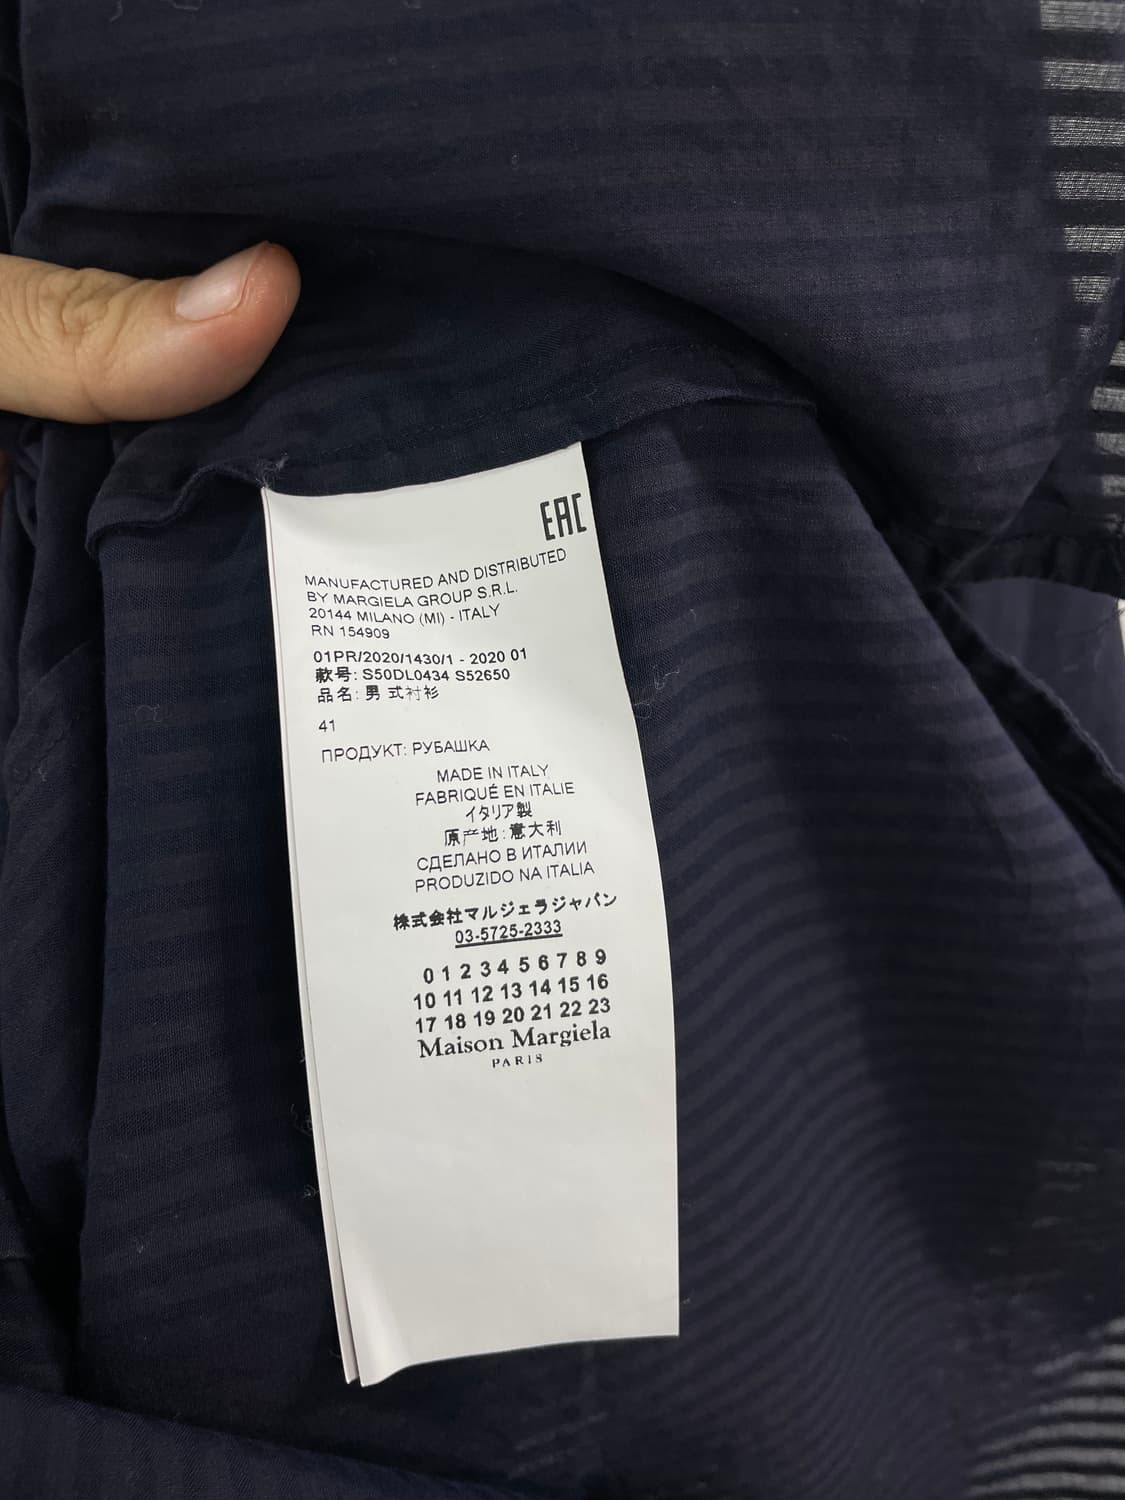 EAC
MANUFACTURED AND DISTRIBUTED
BY MARGIELA GROUP S.R.L.
20144 MILANO (MI) - ITALY
RN 154909
01PR/2020/1430/1 - 2020 01
款号: S50DL0434 S52650
品名: 男式衬衫
41
ПРОДУКТ: РУБАШКА
MADE IN ITALY
FABRIQUÉ EN ITALIE
イタリア製
原产地: 意大利
СДЕЛАНО В ИТАЛИИ
PRODUZIDO NA ITALIA
株式会社マルジェラジャパン
03-5725-2333
0 1 2 3 4 5 6 7 8 9
10 11 12 13 14 15 16
17 18 19 20 21 22 23
Maison Margiela
PARIS